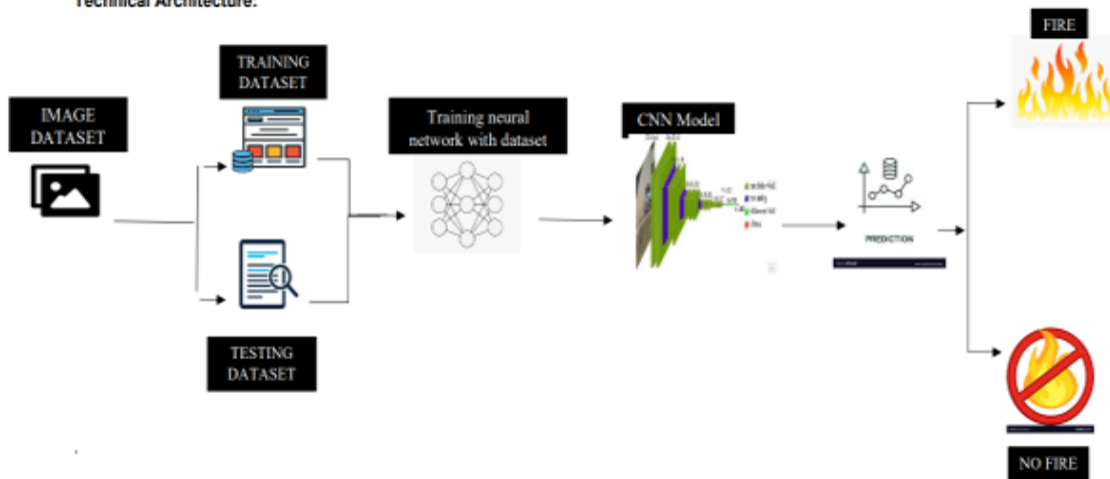 Technical Architecture:
FIRE
TRAINING
DATASET
IMAGE
DATASET
Training neural
network with dataset
CNN Model
PREDICTION
TESTING
DATASET
NO FIRE